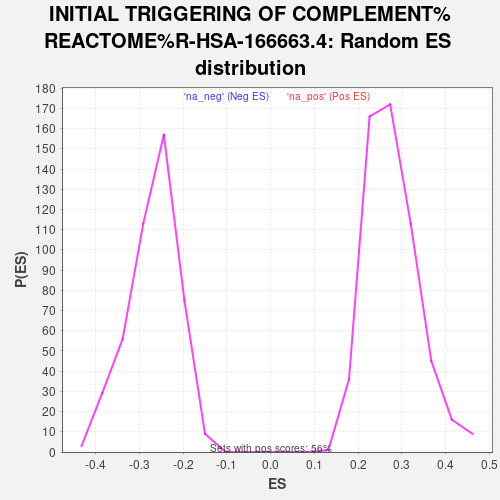 INITIAL TRIGGERING OF COMPLEMENT%
REACTOME%R-HSA-166663.4: Random ES
distribution
'na_neg' (Neg ES) 'na_pos' (Pos ES)
P(ES)
180
170
160
150
140
130
120
110
100
90
80
70
60
50
40
30
20
10
0
Sets with pos scores: 56%
-0.4 -0.3 -0.2 -0.1 0.0 0.1 0.2 0.3 0.4 0.5
ES